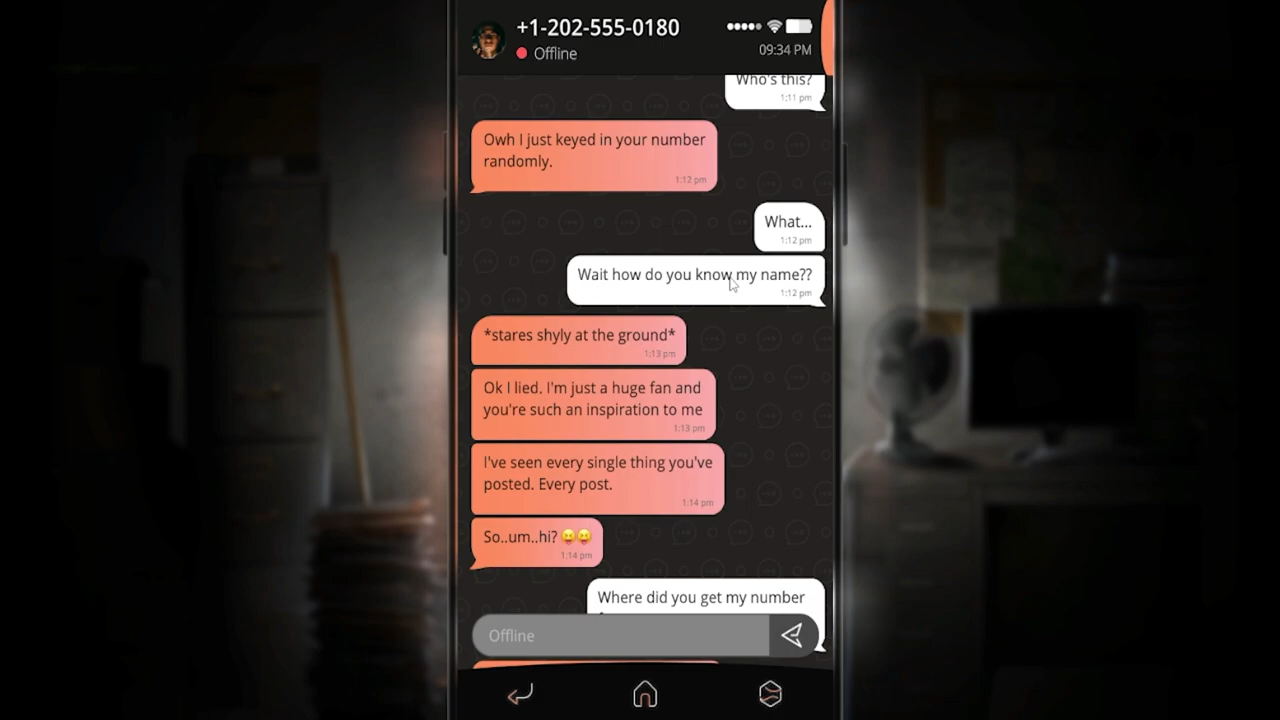 +1-202-555-0180
Offline
09:34 PM
Who's this?
1:11 pm
Owh I just keyed in your number
randomly.
1:12 pm
What...
1:12 pm
Wait how do you know my name??
1:12 pm
*stares shyly at the ground*
1:13 pm
Ok I lied. I'm just a huge fan and
you're such an inspiration to me
1:13 pm
I've seen every single thing you've
posted. Every post.
1:14 pm
So..um..hi? 😝😝
1:14 pm
Where did you get my number
Offline